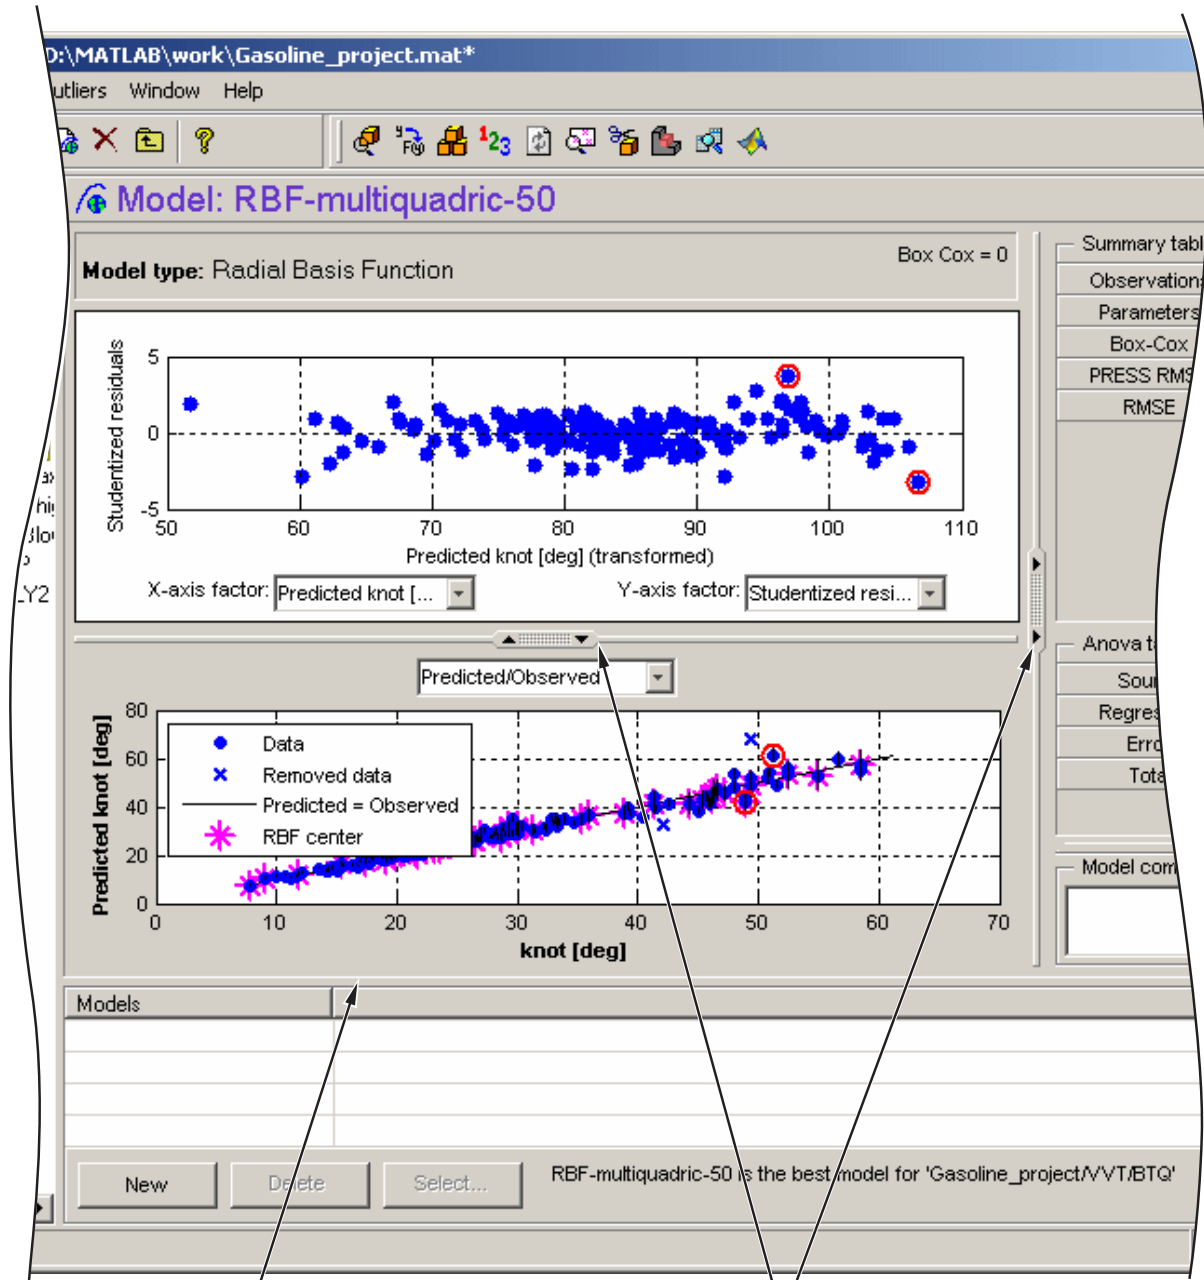 D:\MATLAB\work\Gasoline_project.mat*
utliers Window Help
Model: RBF-multiquadric-50
Model type: Radial Basis Function
Box Cox = 0
Summary tabl
Observations
Parameters
Box-Cox
PRESS RMS
RMSE
Studentized residuals
5
0
-5
50 60 70 80 90 100 110
Predicted knot [deg] (transformed)
X-axis factor: Predicted knot [...
Y-axis factor: Studentized resi...
_Y2
Predicted/Observed
Predicted knot [deg]
80
60
40
20
0
Data
Removed data
Predicted = Observed
RBF center
0 10 20 30 40 50 60 70
knot [deg]
Anova t
Sour
Regres
Erro
Tota
Model com
Models
New
Delete
Select...
RBF-multiquadric-50 is the best model for 'Gasoline_project/VVT/BTQ'